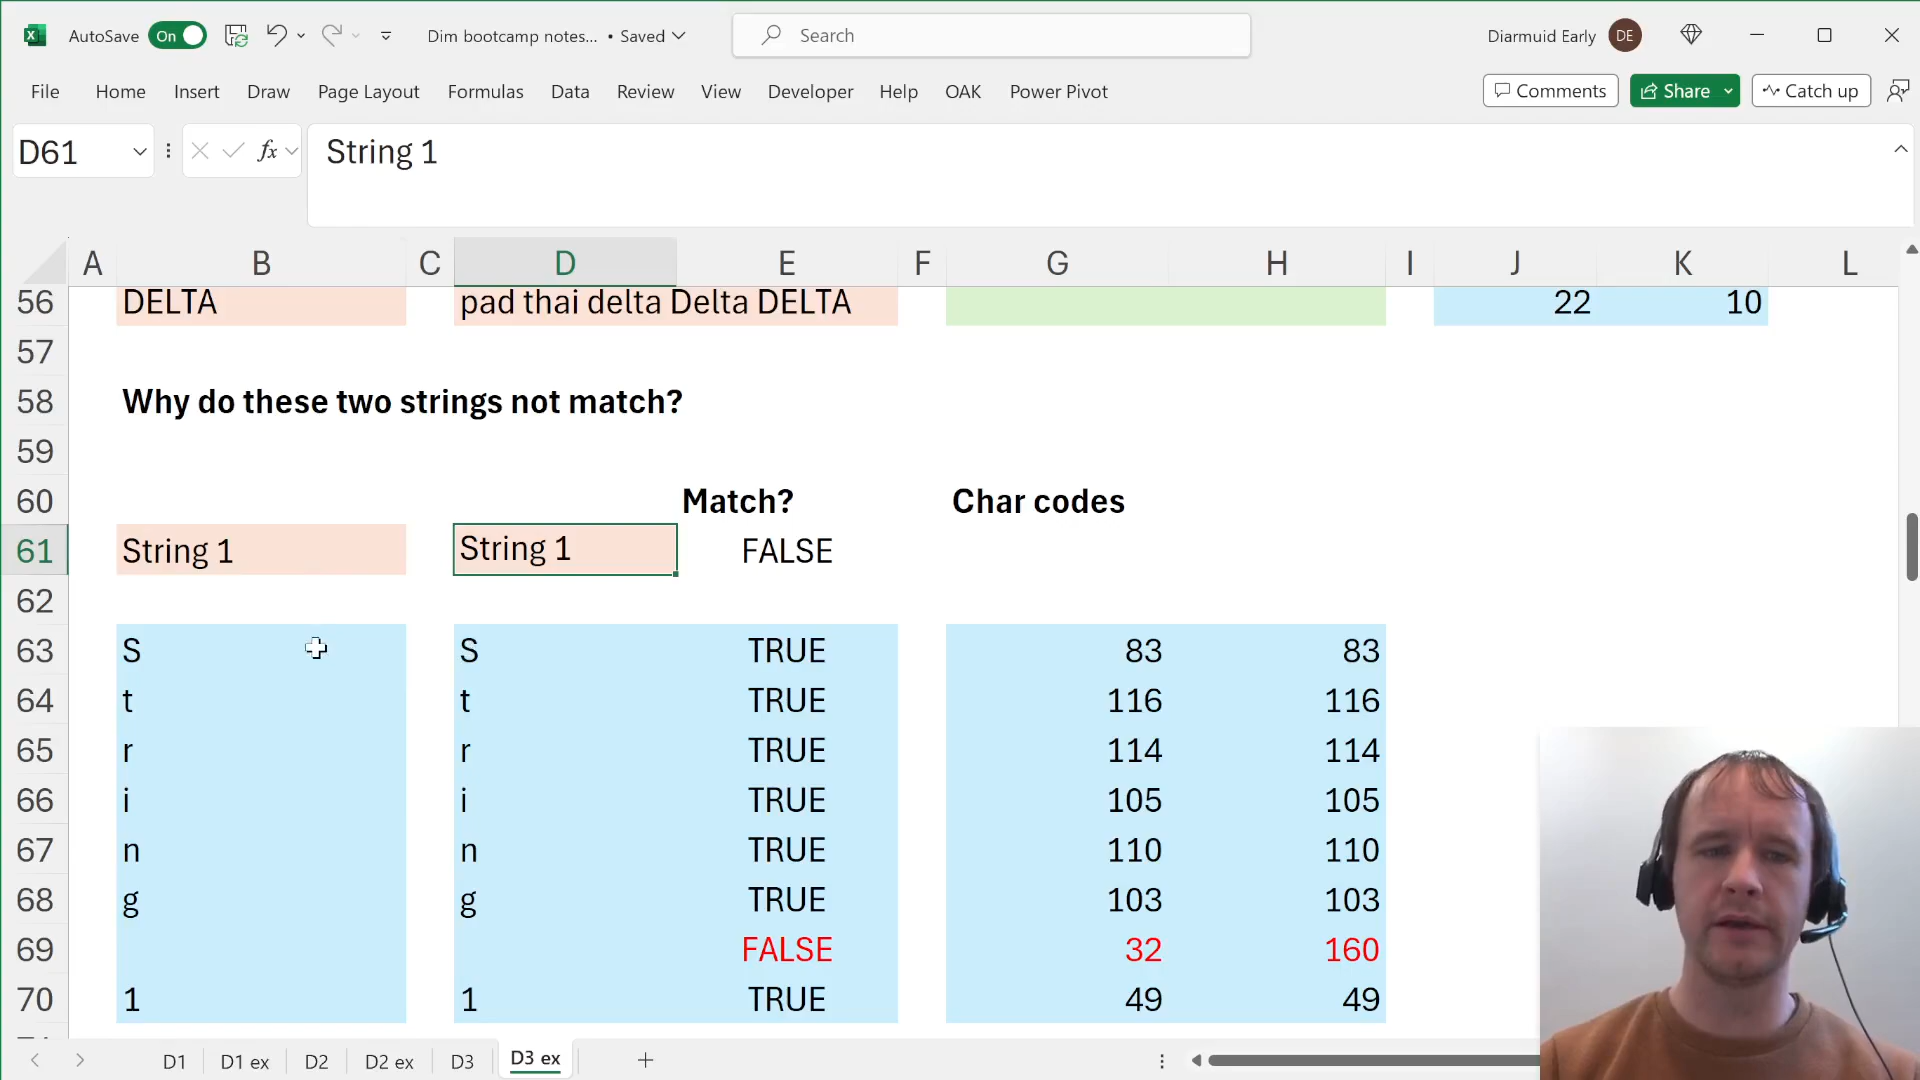 AutoSave On Dim bootcamp notes... • Saved Search Diarmuid Early DE
File Home Insert Draw Page Layout Formulas Data Review View Developer Help OAK Power Pivot Comments Share Catch up
D61 fx String 1
A B C D E F G H I J K L
56 DELTA pad thai delta Delta DELTA 22 10
57
58 Why do these two strings not match?
59
60 Match? Char codes
61 String 1 String 1 FALSE
62
63 S S TRUE 83 83
64 t t TRUE 116 116
65 r r TRUE 114 114
66 i i TRUE 105 105
67 n n TRUE 110 110
68 g g TRUE 103 103
69 FALSE 32 160
70 1 1 TRUE 49 49
D1 D1 ex D2 D2 ex D3 D3 ex